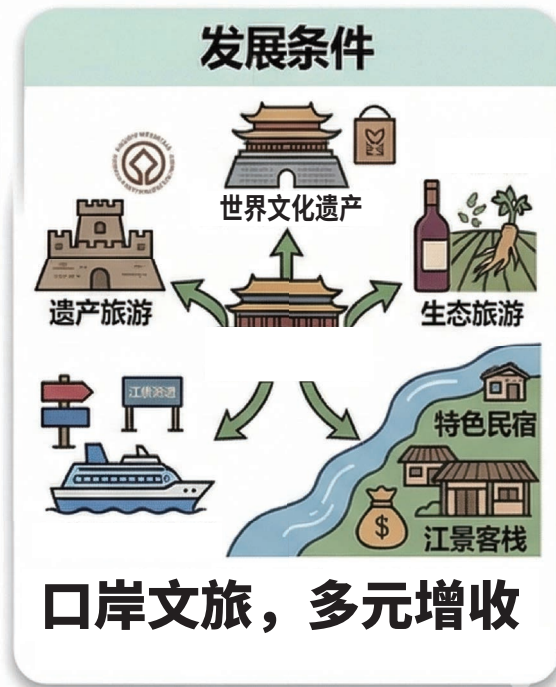 发展条件
世界文化遗产
遗产旅游
生态旅游
特色民宿
江景客栈
口岸文旅，多元增收